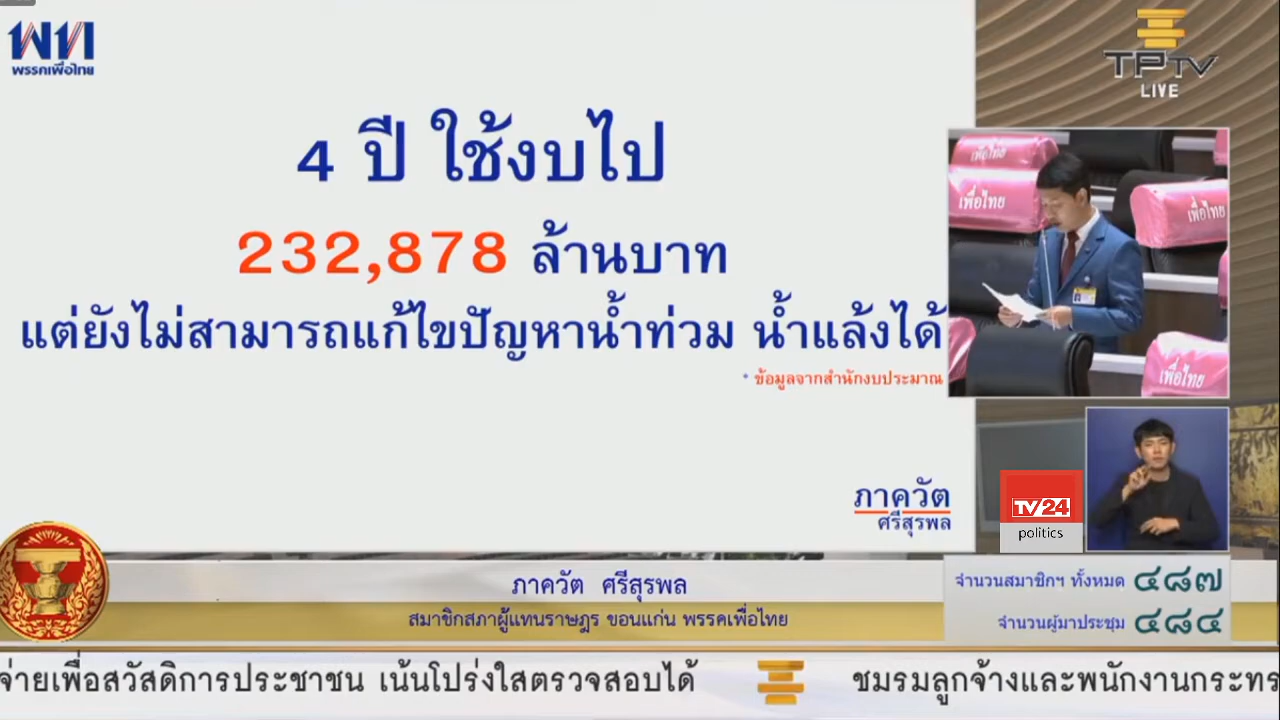 พท
พรรคเพื่อไทย
TPTV
LIVE
4 ปี ใช้งบไป
232,878 ล้านบาท
แต่ยังไม่สามารถแก้ไขปัญหาน้ำท่วม น้ำแล้งได้
* ข้อมูลจากสำนักงบประมาณ
ภาควัต
ศรีสุรพล
เพื่อไทย
เพื่อไทย
เพื่อไทย
เพื่อไทย
TV24
politics
ภาควัต ศรีสุรพล
สมาชิกสภาผู้แทนราษฎร ขอนแก่น พรรคเพื่อไทย
จำนวนสมาชิกฯ ทั้งหมด ๔๘๗
จำนวนผู้มาประชุม ๔๘๔
จ่ายเพื่อสวัสดิการประชาชน เน้นโปร่งใสตรวจสอบได้ ชมรมลูกจ้างและพนักงานกระทร